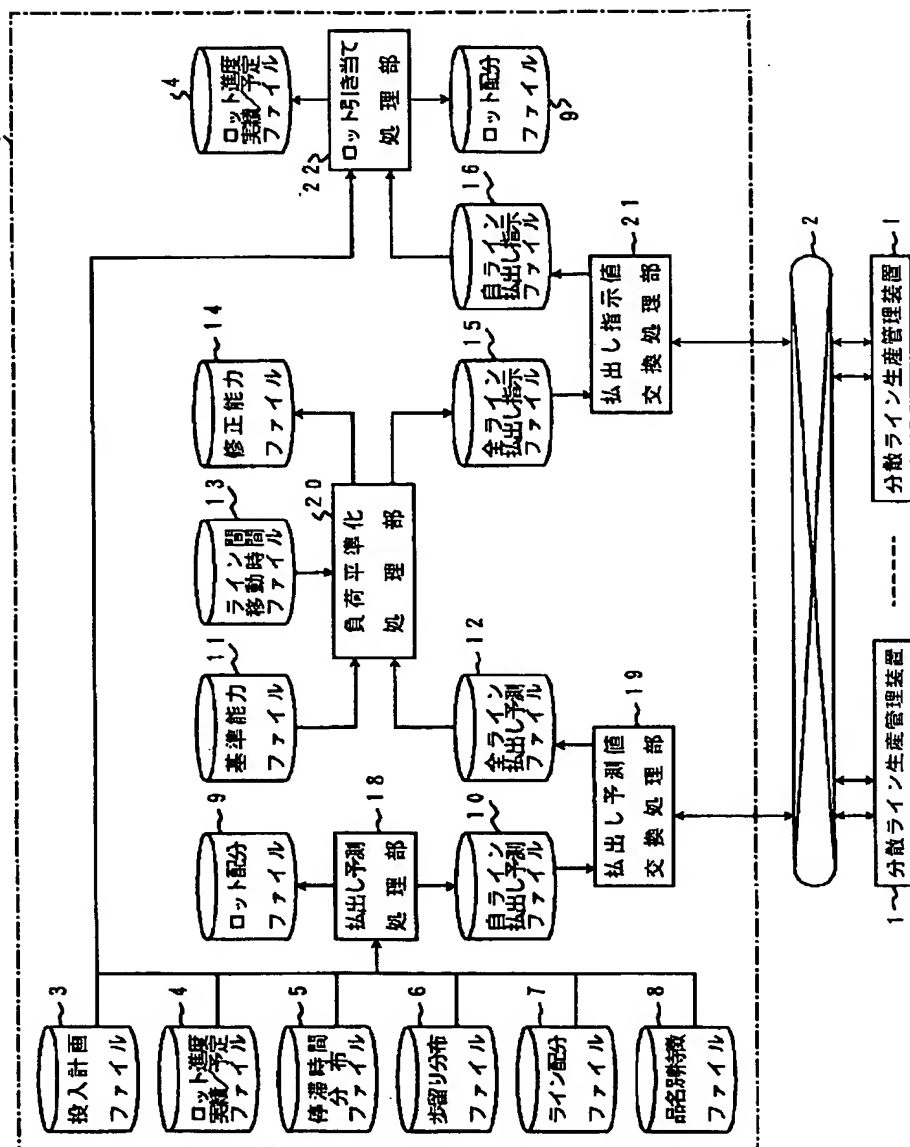 3
投入計画
ファイル
4
ロット進度
実績/予定
ファイル
5
停滞時間
分布
ファイル
6
歩留り分布
ファイル
7
ライン配分
ファイル
8
品名別特徴
ファイル
9
ロット配分
ファイル
18
払出し予測
処理部
10
自ライン
払出し予測
ファイル
11
基準能力
ファイル
12
全ライン
払出し予測
ファイル
19
払出し予測値
交換処理部
13
ライン間
移動時間
ファイル
20
負荷平準化
処理部
14
修正能力
ファイル
15
全ライン
払出し指示
ファイル
16
自ライン
払出し指示
ファイル
21
払出し指示値
交換処理部
4
ロット進度
実績/予定
ファイル
22
ロット引き当て
処理部
ロット配分
ファイル
9
2
1
分散ライン生産管理装置
1
分散ライン生産管理装置